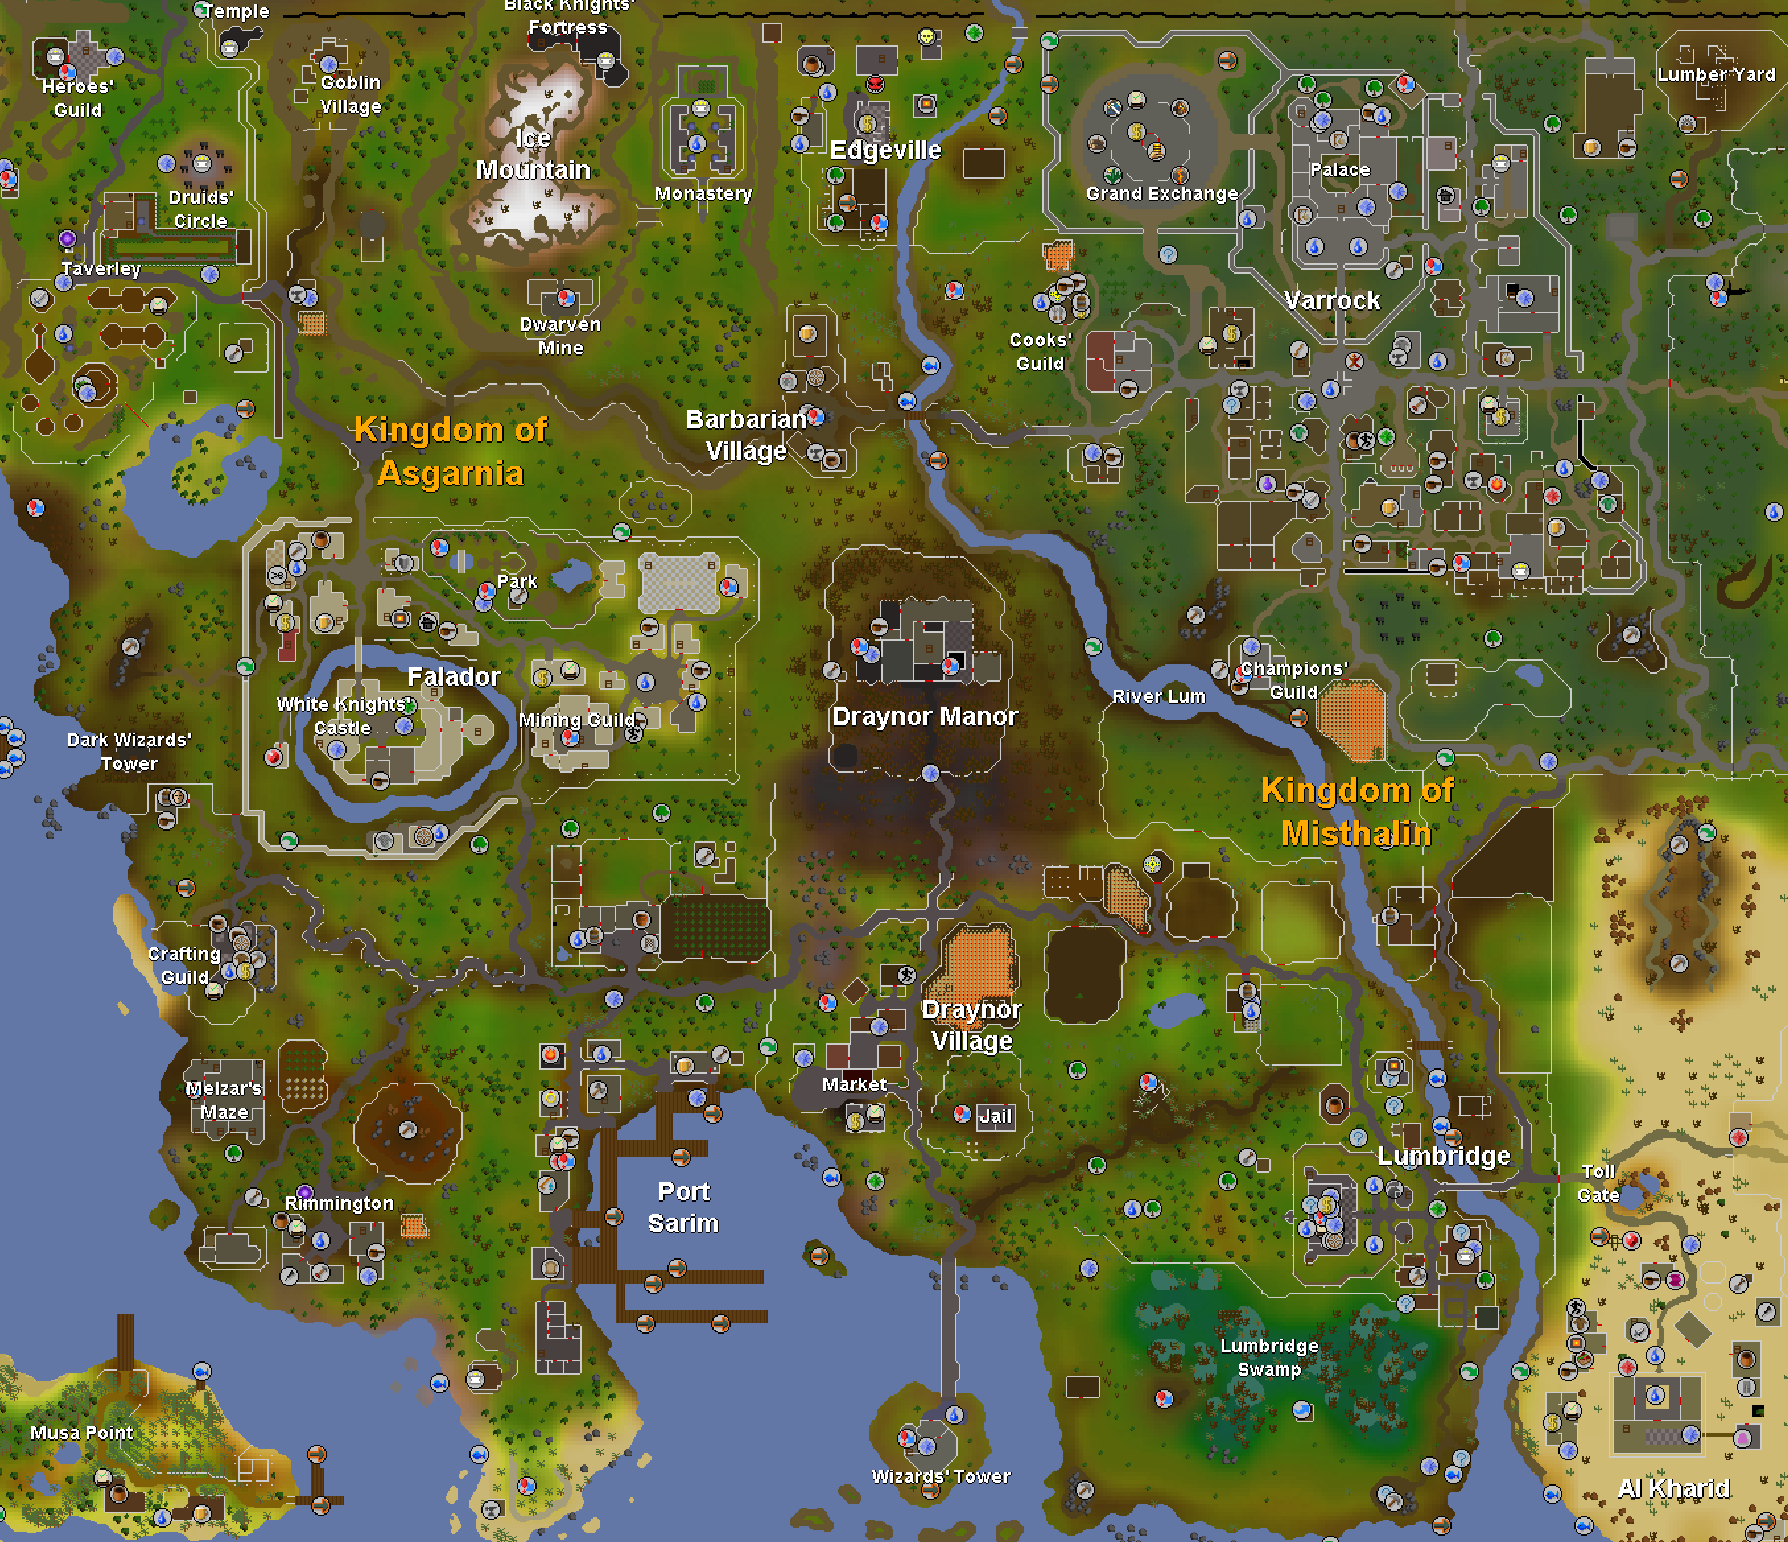 Temple
Black Knights'
Fortress
Heroes'
Guild
Goblin
Village
Lumber Yard
Ice
Mountain
Edgeville
Palace
Monastery
Grand Exchange
Druids'
Circle
Taverley
Varrock
Dwarven
Mine
Cooks'
Guild
Kingdom of
Asgarnia
Barbarian
Village
Park
Falador
Champions'
Guild
River Lum
White Knights'
Castle
Mining Guild
Draynor Manor
Dark Wizards'
Tower
Kingdom of
Misthalin
Crafting
Guild
Draynor
Village
Melzar's
Maze
Market
Jail
Lumbridge
Toll
Gate
Port
Sarim
Rimmington
Lumbridge
Swamp
Musa Point
Wizards' Tower
Al Kharid